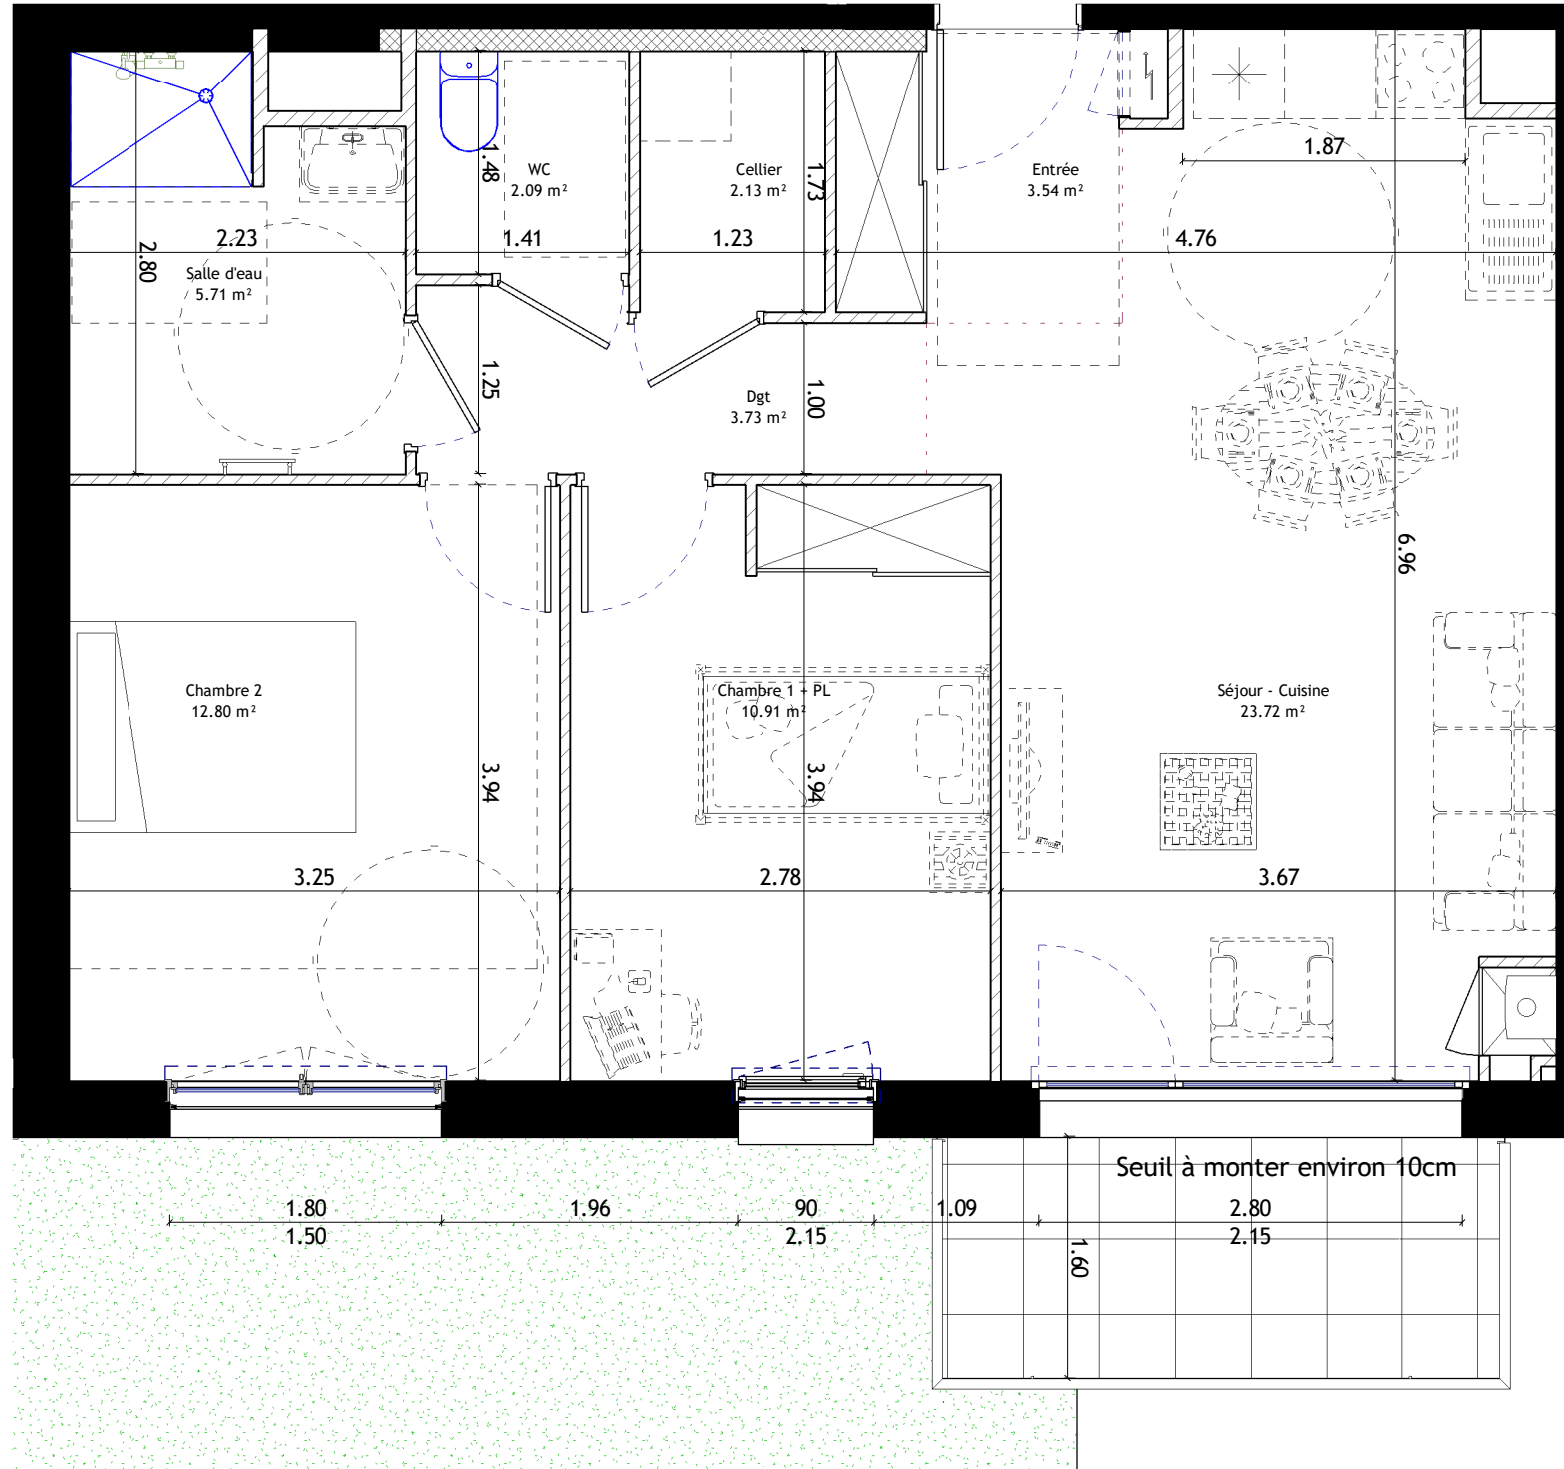 1.87
WC
2.09 m²
1.48
Cellier
2.13 m²
1.73
Entrée
3.54 m²
2.23
1.41
1.23
4.76
2.80
Salle d'eau
5.71 m²
1.25
1.00
Dgt
3.73 m²
6.96
Chambre 2
12.80 m²
Chambre 1 + PL
10.91 m²
Séjour - Cuisine
23.72 m²
3.94
3.94
3.25
2.78
3.67
Seuil à monter environ 10cm
1.80
1.96
90
1.09
2.80
1.50
2.15
2.15
1.60